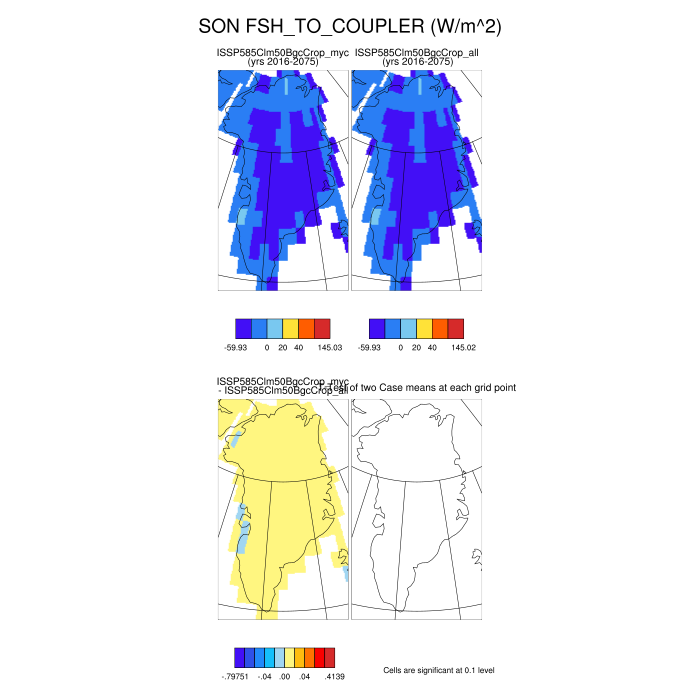 SON FSH_TO_COUPLER (W/m^2)
ISSP585Clm50BgcCrop_myc
(yrs 2016-2075)
ISSP585Clm50BgcCrop_all
(yrs 2016-2075)
-59.93 0 20 40 145.03
-59.93 0 20 40 145.02
ISSP585Clm50BgcCrop_myc
- ISSP585Clm50BgcCrop_all
T-Test of two Case means at each grid point
-.79751 -.04 .00 .04 .4139
Cells are significant at 0.1 level